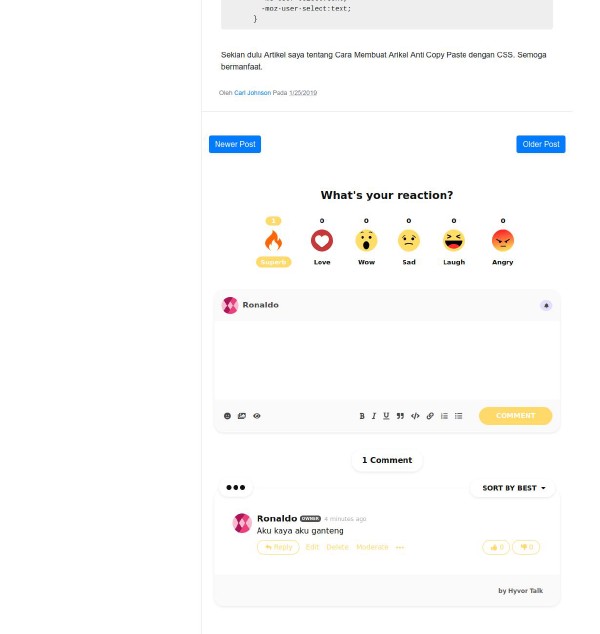 -moz-user-select:text;
}
Sekian dulu Artikel saya tentang Cara Membuat Arikel Anti Copy Paste dengan CSS. Semoga
bermanfaat.
Oleh Carl Johnson Pada 1/25/2019
Newer Post
Older Post
What's your reaction?
1 0 0 0 0 0
Superb Love Wow Sad Laugh Angry
Ronaldo
B I U
COMMENT
1 Comment
SORT BY BEST
Ronaldo OWNER 4 minutes ago
Aku kaya aku ganteng
Reply Edit Delete Moderate 0 0
by Hyvor Talk